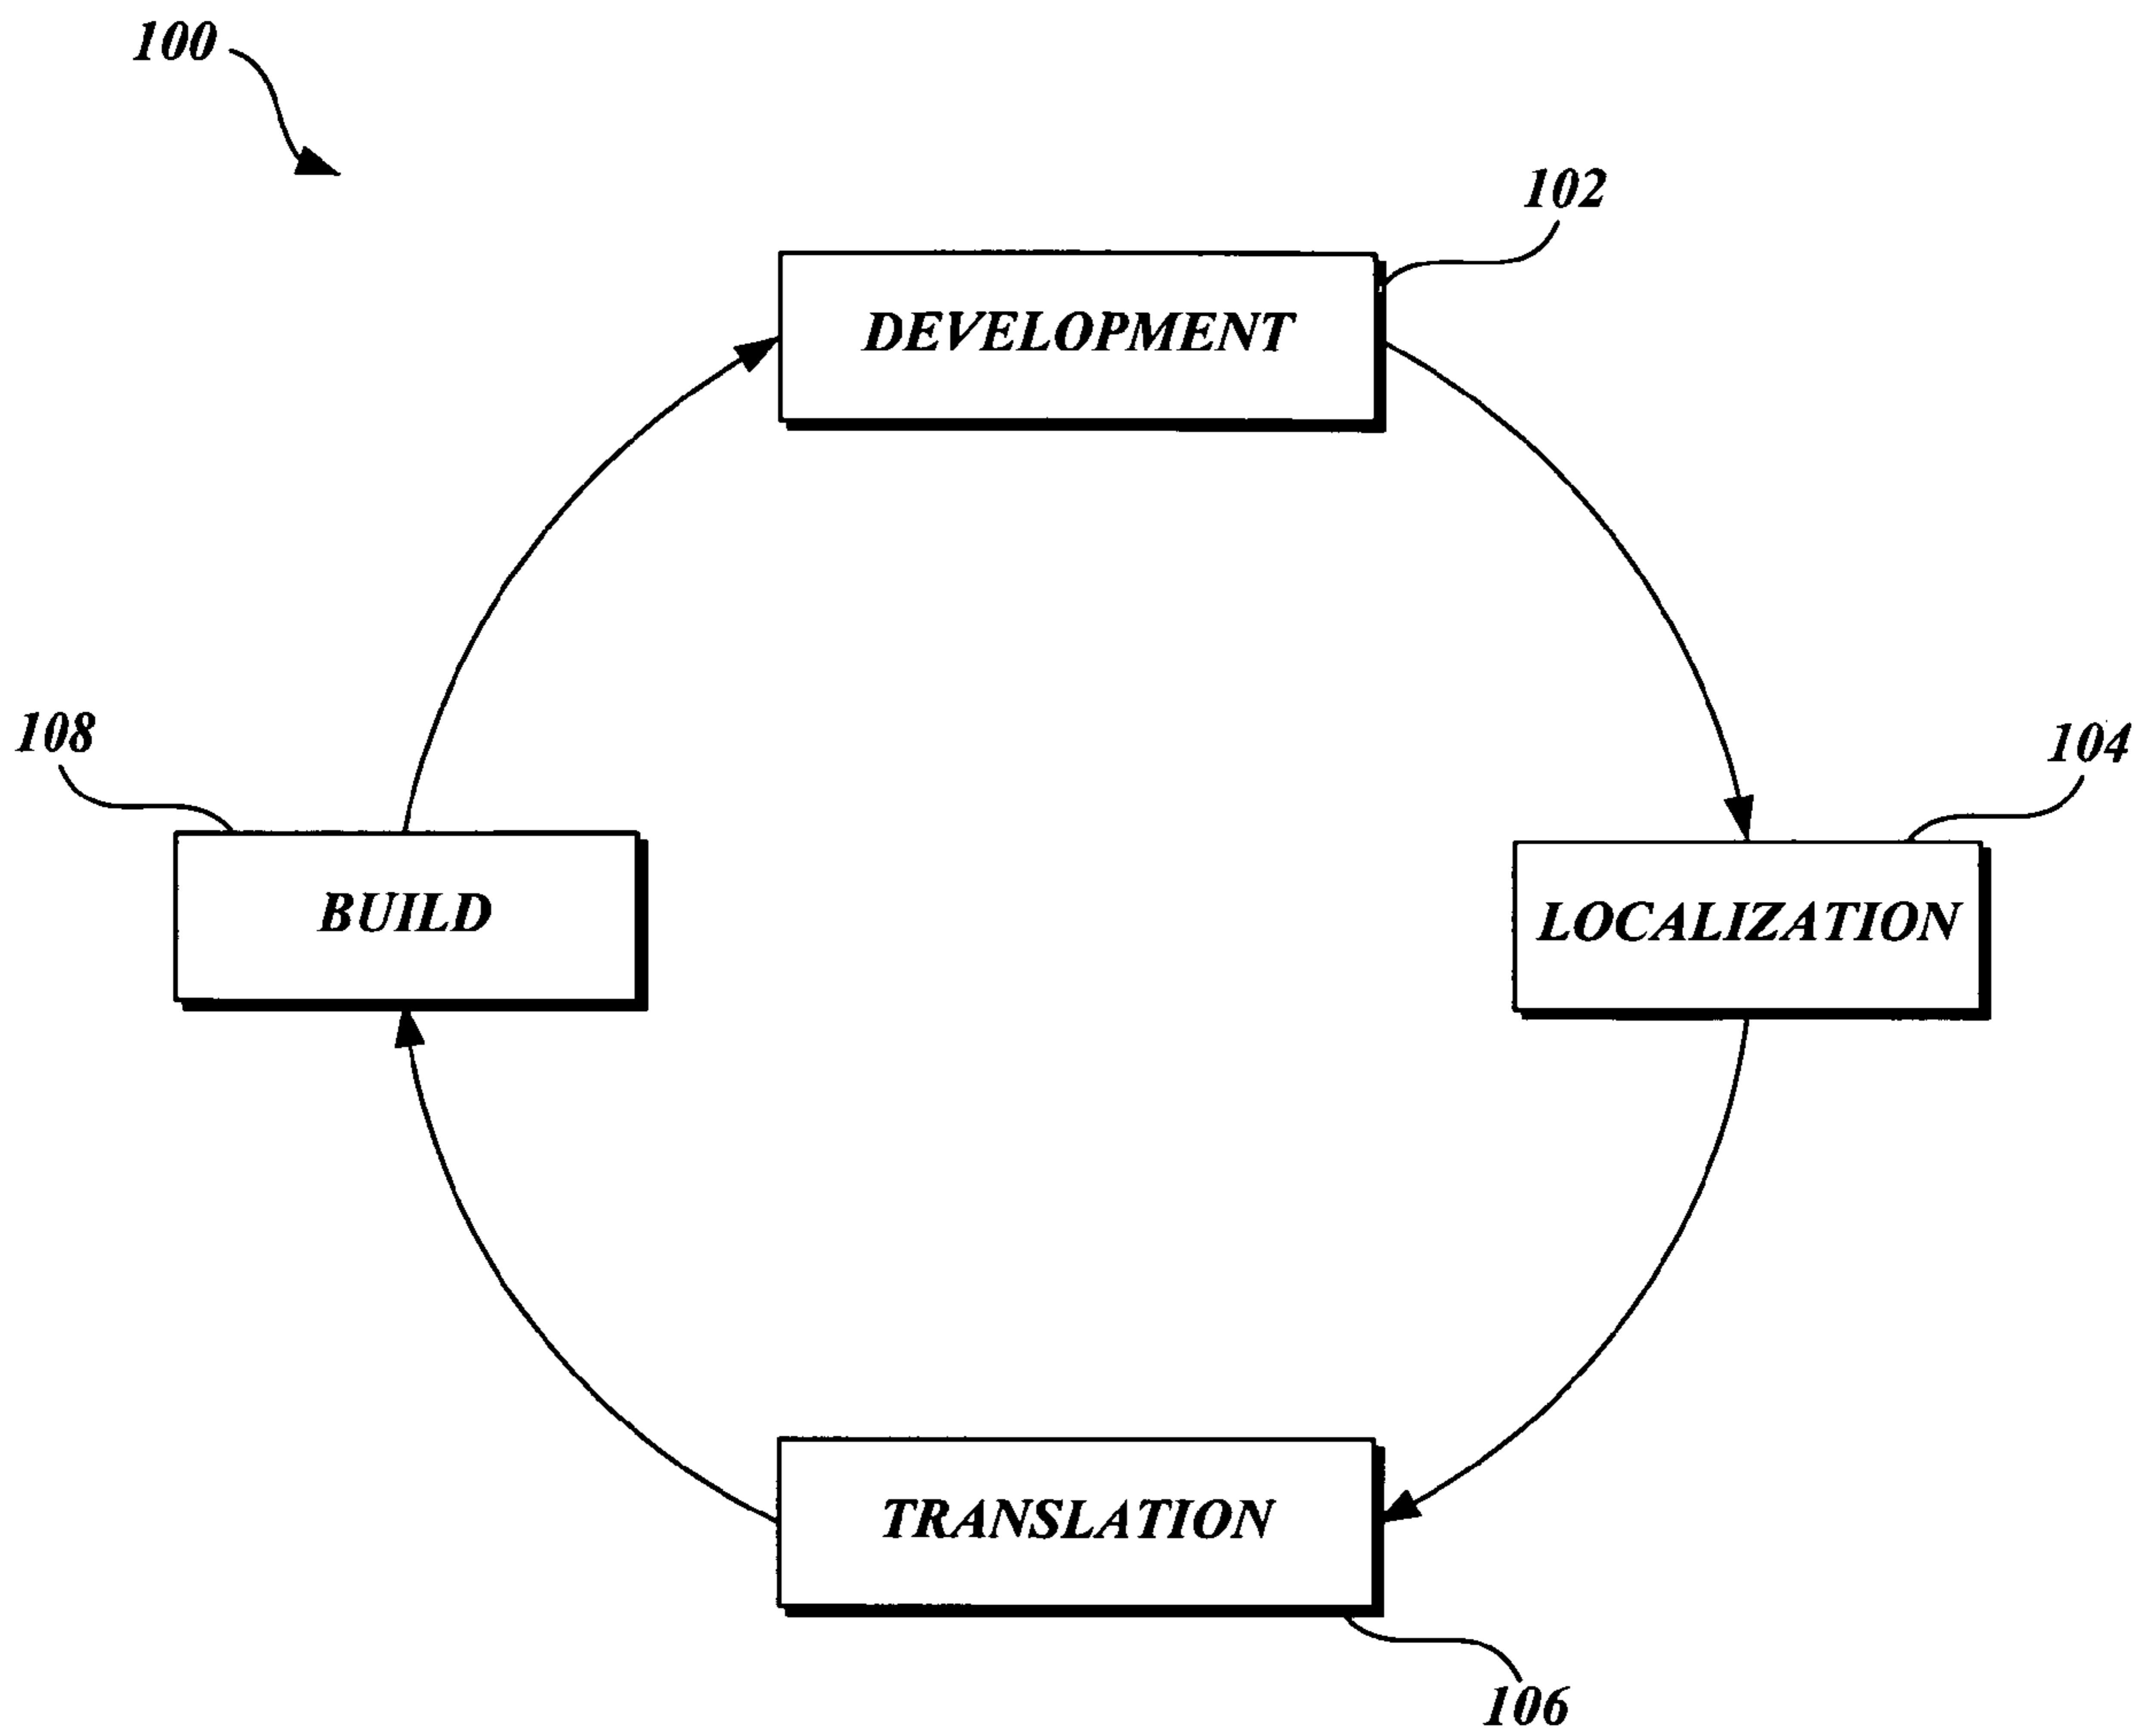 100
102
DEVELOPMENT
108
104
BUILD
LOCALIZATION
TRANSLATION
106